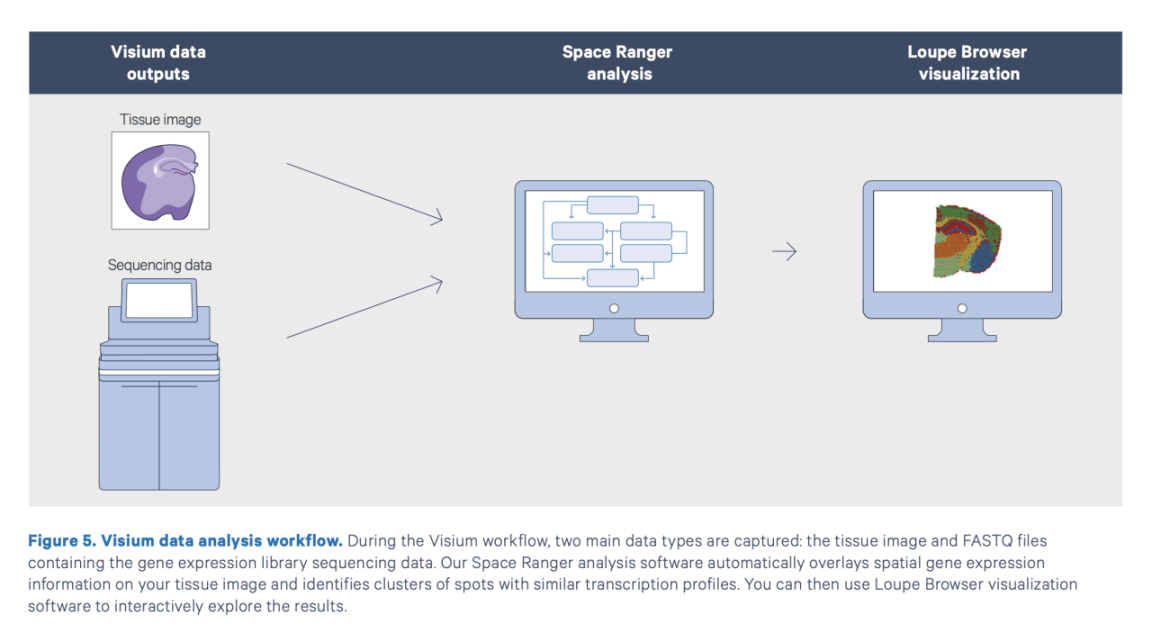 Visium data
outputs
Space Ranger
analysis
Loupe Browser
visualization
Tissue image
Sequencing data
Figure 5. Visium data analysis workflow. During the Visium workflow, two main data types are captured: the tissue image and FASTQ files
containing the gene expression library sequencing data. Our Space Ranger analysis software automatically overlays spatial gene expression
information on your tissue image and identifies clusters of spots with similar transcription profiles. You can then use Loupe Browser visualization
software to interactively explore the results.